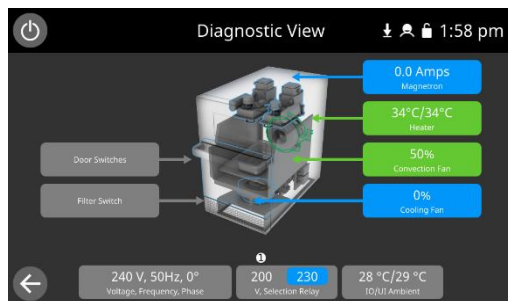 Diagnostic View
1:58 pm
0.0 Amps
Magnetron
34°C/34°C
Heater
50%
Convection Fan
0%
Cooling Fan
Door Switches
Filter Switch
❶
240 V, 50Hz, 0°
Voltage, Frequency, Phase
200 230
V, Selection Relay
28 °C/29 °C
IO/UI Ambient